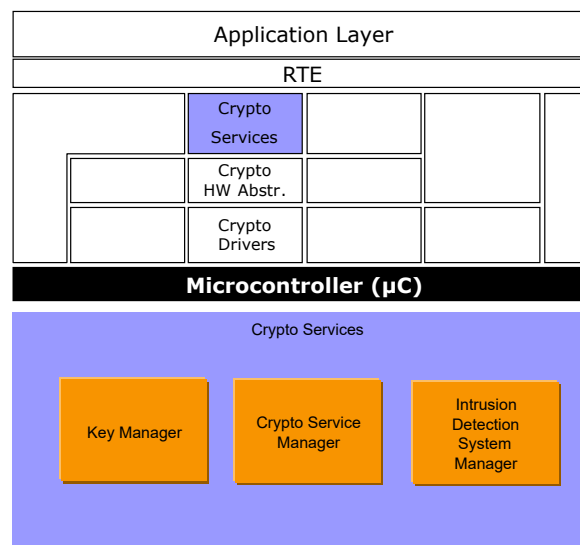 Application Layer
RTE
Crypto
Services
Crypto
HW Abstr.
Crypto
Drivers
Microcontroller (µC)
Crypto Services
Key Manager
Crypto Service
Manager
Intrusion
Detection
System
Manager